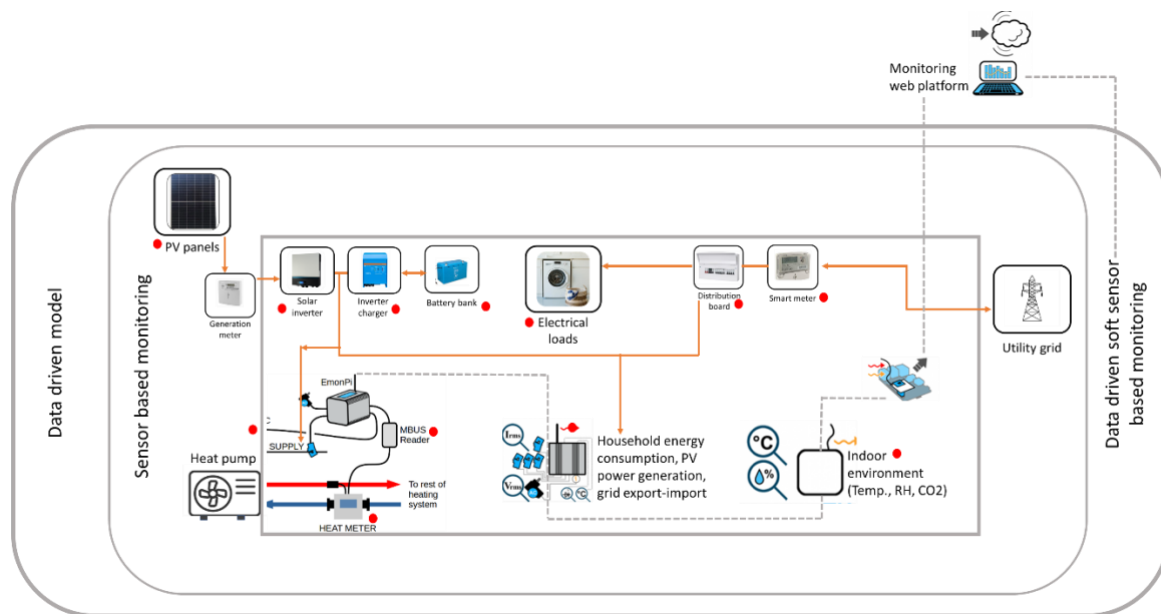 Monitoring
web platform
Data driven model
Sensor based monitoring
Data driven soft sensor
based monitoring
PV panels
Generation
meter
Solar
inverter
Inverter
charger
Battery bank
Electrical
loads
Distribution
board
Smart meter
Utility grid
EmonPi
C
SUPPLY
MBUS
Reader
Heat pump
To rest of
heating
system
HEAT METER
Irms
Vrms
°C
Household energy
consumption, PV
power generation,
grid export-import
°C
%
Indoor
environment
(Temp., RH, CO2)